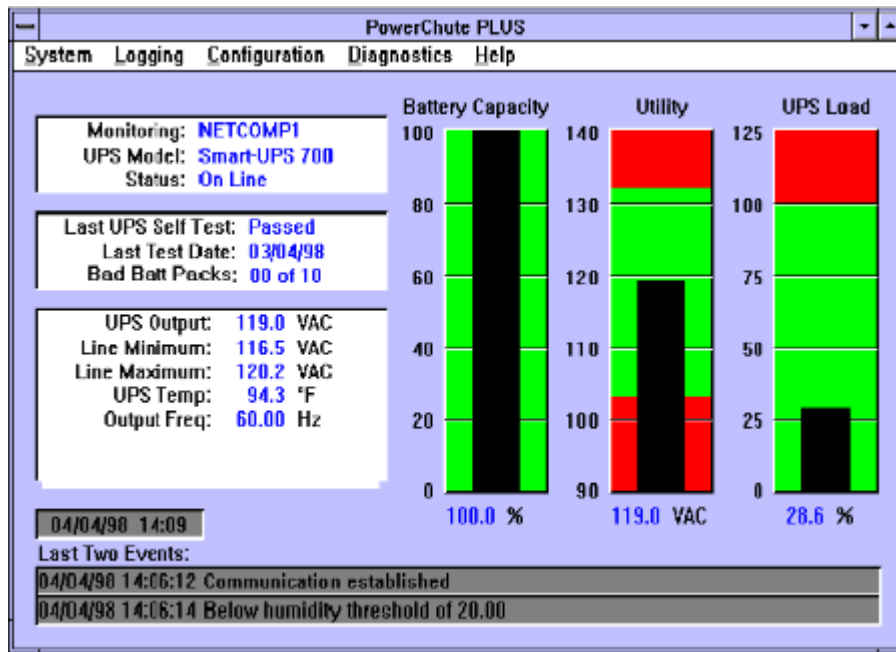 PowerChute PLUS
System Logging Configuration Diagnostics Help
Monitoring: NETCOMP1
UPS Model: Smart-UPS 700
Status: On Line
Last UPS Self Test: Passed
Last Test Date: 03/04/98
Bad Batt Packs: 00 of 10
UPS Output: 119.0 VAC
Line Minimum: 116.5 VAC
Line Maximum: 120.2 VAC
UPS Temp: 94.3 °F
Output Freq: 60.00 Hz
Battery Capacity
100
80
60
40
20
0
100.0 %
Utility
140
130
120
110
100
90
119.0 VAC
UPS Load
125
100
75
50
25
0
28.6 %
04/04/98 14:09
Last Two Events:
04/04/98 14:06:12 Communication established
04/04/98 14:06:14 Below humidity threshold of 20.00